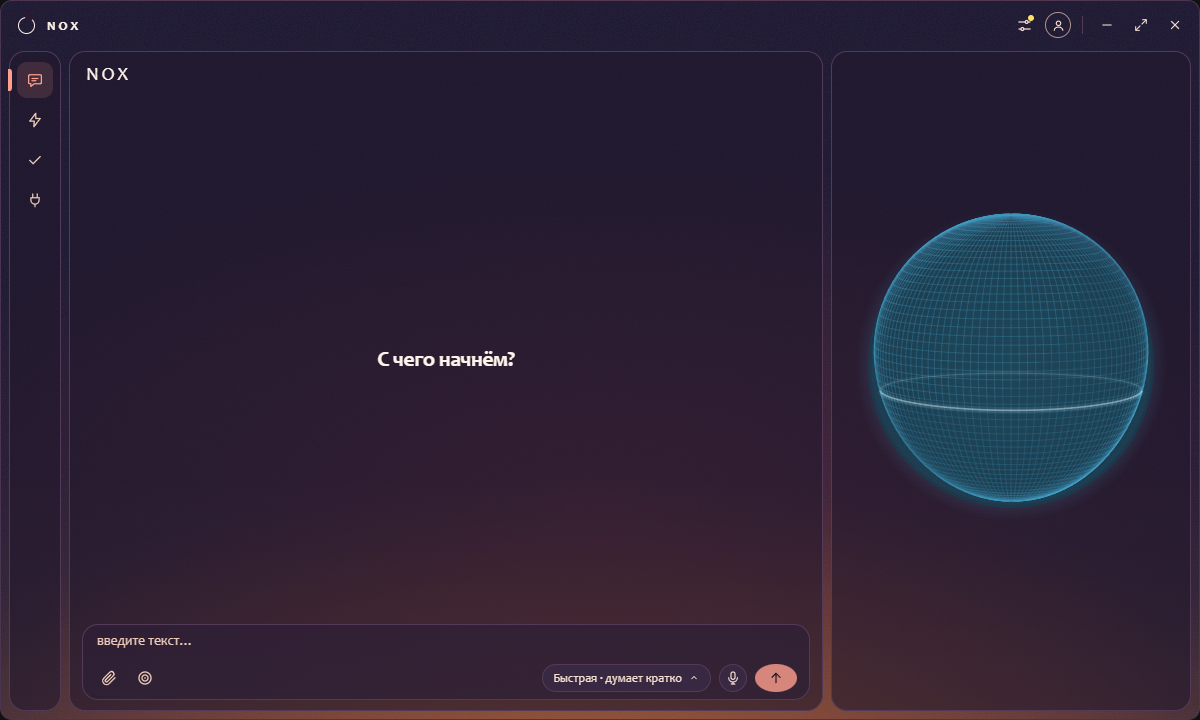 NOX
NOX
С чего начнём?
введите текст...
Быстрая · думает кратко